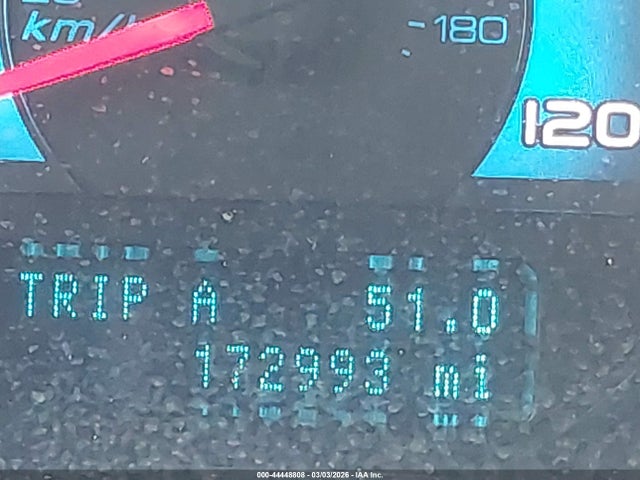 km/h
-180
120
TRIP A 51.0
172993 mi
000-44448808 - 03/03/2026 - IAA Inc.